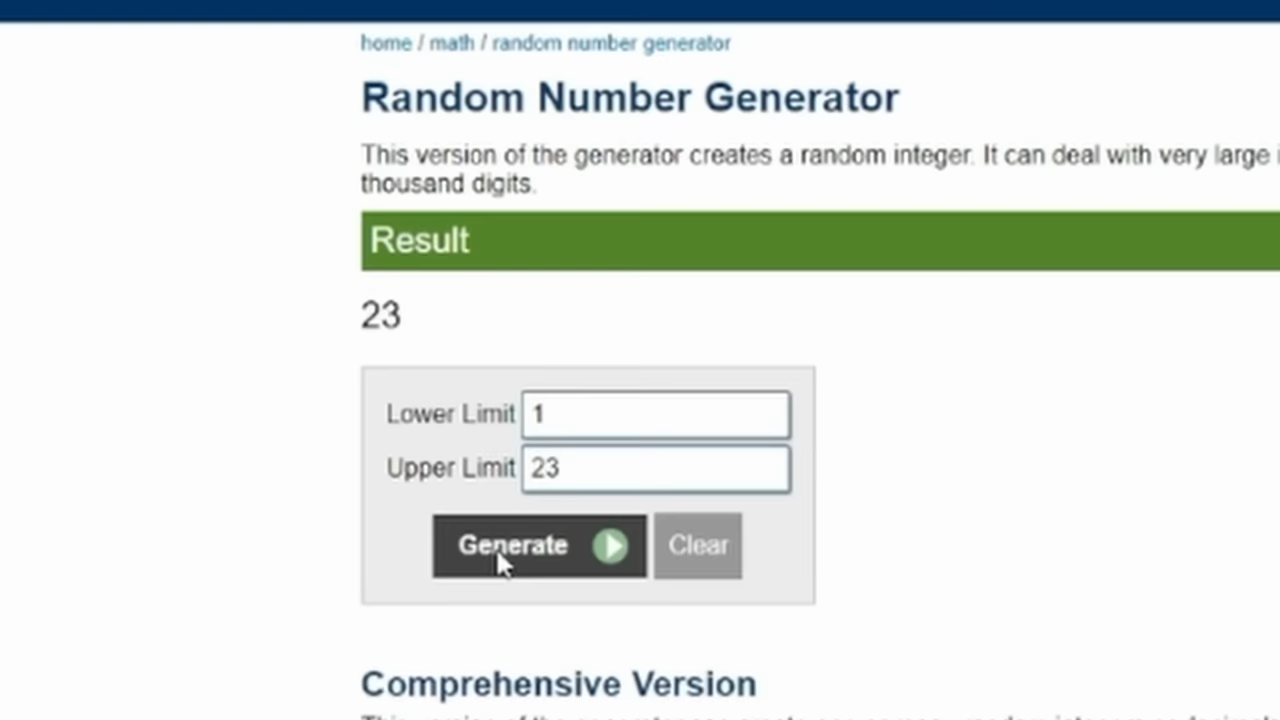 home / math / random number generator
Random Number Generator
This version of the generator creates a random integer. It can deal with very large
thousand digits.
Result
23
Lower Limit 1
Upper Limit 23
Generate
Clear
Comprehensive Version